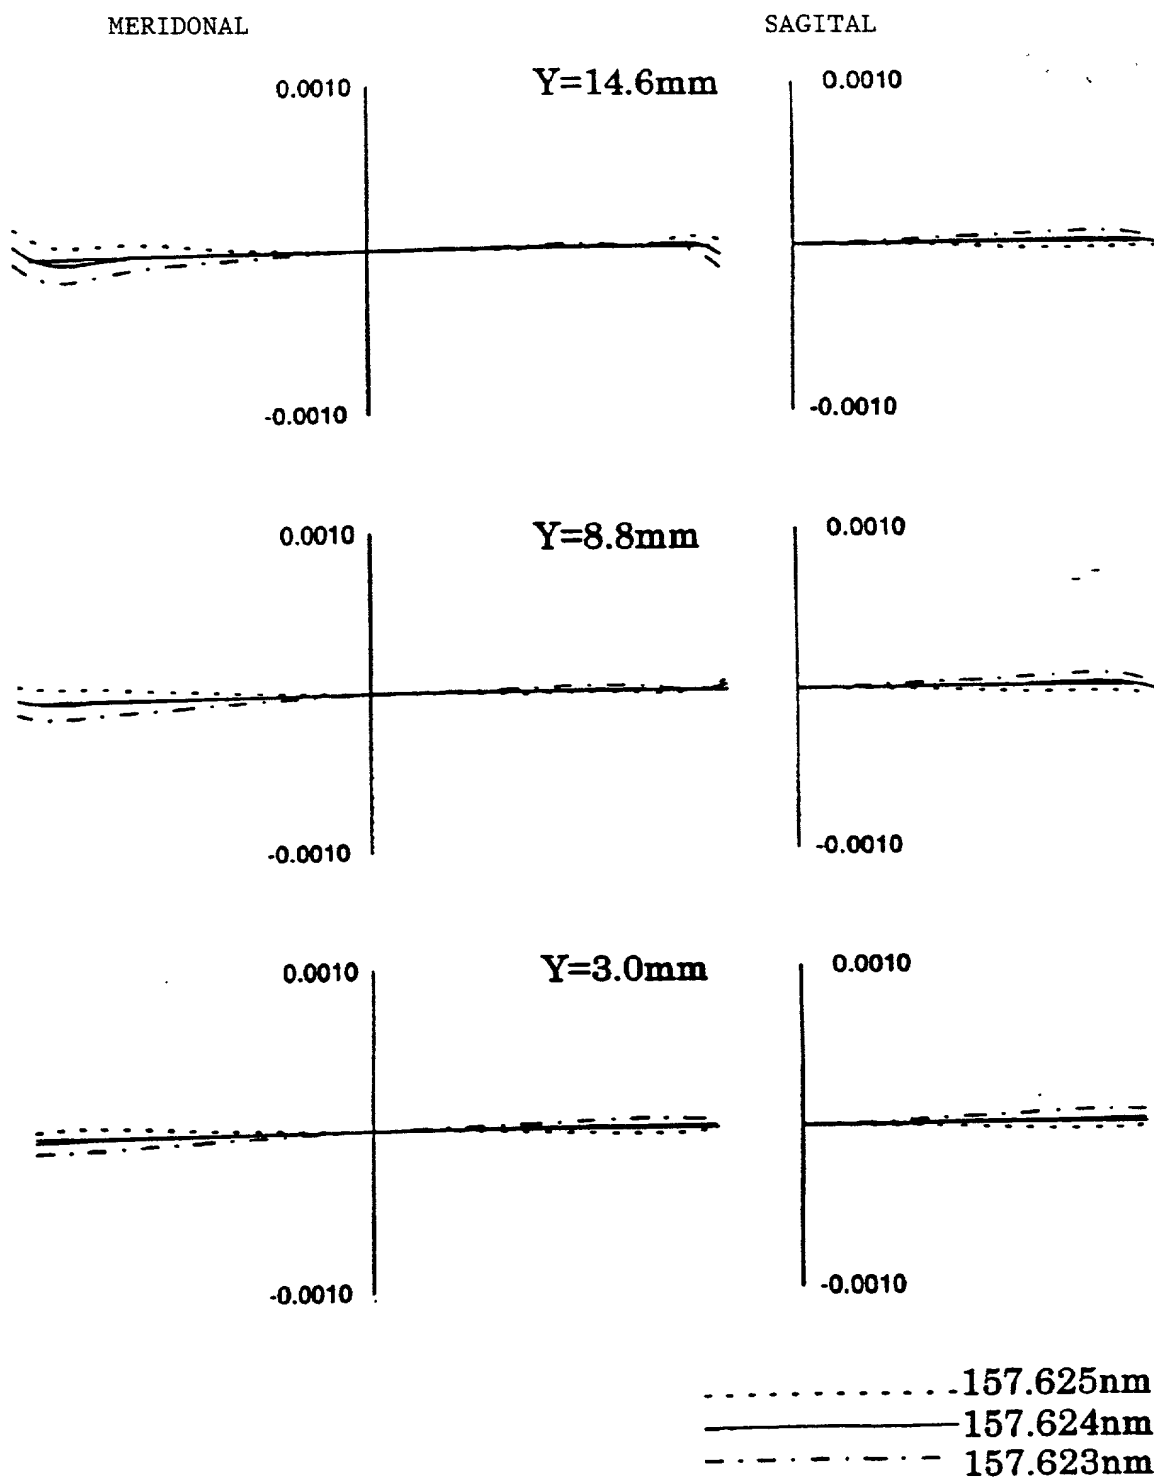 MERIDONAL SAGITAL
0.0010 Y=14.6mm 0.0010
-0.0010 -0.0010
0.0010 Y=8.8mm 0.0010
-0.0010 -0.0010
0.0010 Y=3.0mm 0.0010
-0.0010 -0.0010
157.625nm
157.624nm
157.623nm